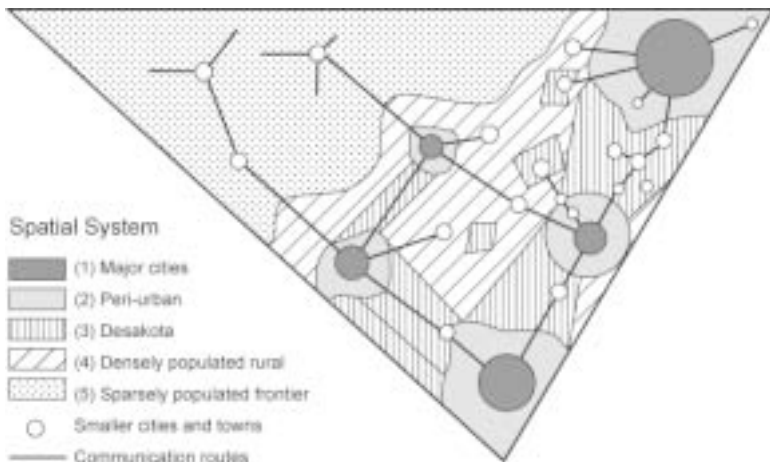 Spatial System
(1) Major cities
(2) Peri-urban
(3) Desakota
(4) Densely populated rural
(5) Sparsely populated frontier
Smaller cities and towns
Communication routes